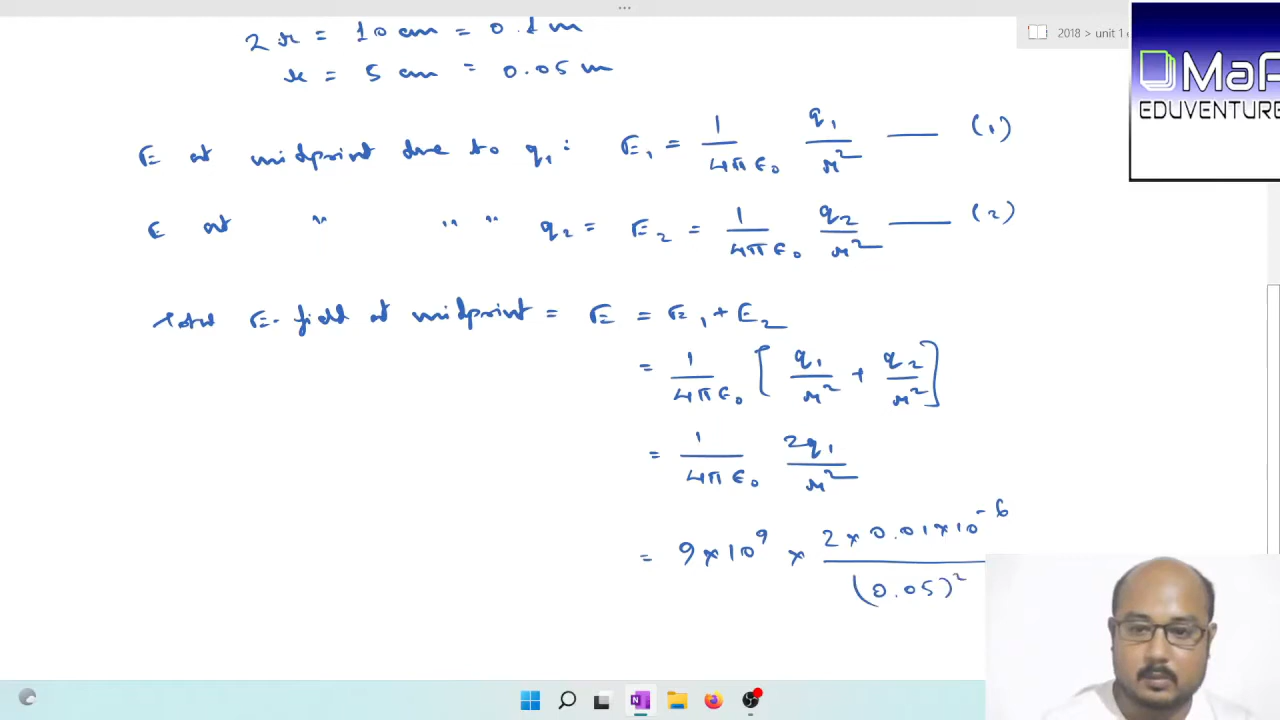 2r = 10 cm = 0.1 m
r = 5 cm = 0.05 m
2018 > unit 1
MaF
EDUVENTURE
E at midpoint due to q₁ : E₁ = 1/4πε₀ q₁/r² —— (1)
E at " " " q₂ = E₂ = 1/4πε₀ q₂/r² —— (2)
Total E-field at midpoint = E = E₁ + E₂
= 1/4πε₀ [q₁/r² + q₂/r²]
= 1/4πε₀ 2q₁/r²
= 9×10⁹ × 2×0.01×10⁻⁶/(0.05)²